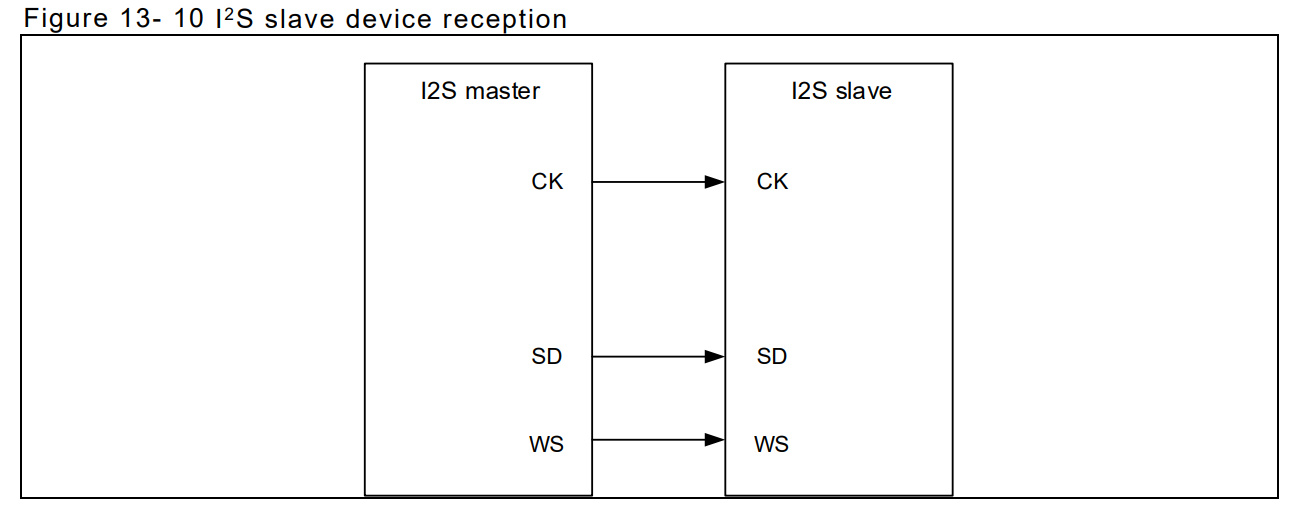 Figure 13- 10 I²S slave device reception
I2S master
I2S slave
CK
CK
SD
SD
WS
WS